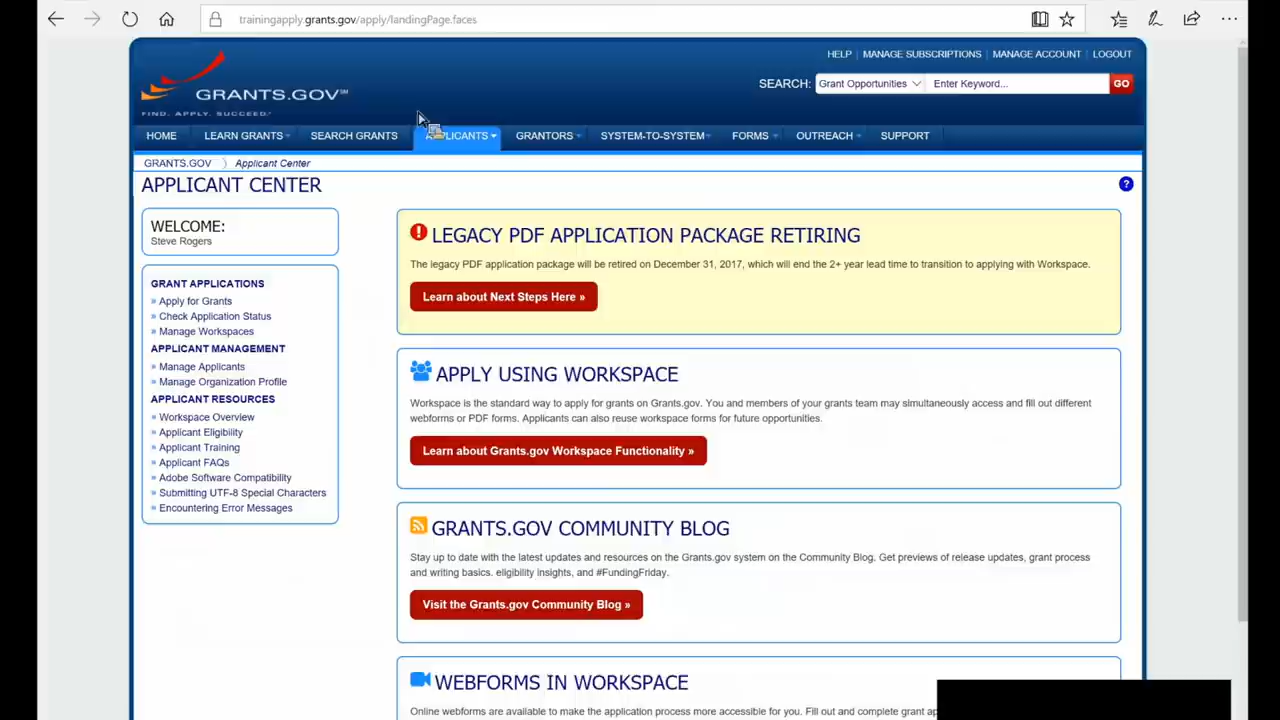 trainingapply.grants.gov/apply/landingPage.faces
HELP | MANAGE SUBSCRIPTIONS | MANAGE ACCOUNT | LOGOUT
GRANTS.GOV℠
FIND. APPLY. SUCCEED.
SEARCH: Grant Opportunities Enter Keyword... GO
HOME LEARN GRANTS SEARCH GRANTS APPLICANTS GRANTORS SYSTEM-TO-SYSTEM FORMS OUTREACH SUPPORT
GRANTS.GOV Applicant Center
APPLICANT CENTER
?
WELCOME:
Steve Rogers
GRANT APPLICATIONS
» Apply for Grants
» Check Application Status
» Manage Workspaces
APPLICANT MANAGEMENT
» Manage Applicants
» Manage Organization Profile
APPLICANT RESOURCES
» Workspace Overview
» Applicant Eligibility
» Applicant Training
» Applicant FAQs
» Adobe Software Compatibility
» Submitting UTF-8 Special Characters
» Encountering Error Messages
LEGACY PDF APPLICATION PACKAGE RETIRING
The legacy PDF application package will be retired on December 31, 2017, which will end the 2+ year lead time to transition to applying with Workspace.
Learn about Next Steps Here »
APPLY USING WORKSPACE
Workspace is the standard way to apply for grants on Grants.gov. You and members of your grants team may simultaneously access and fill out different
webforms or PDF forms. Applicants can also reuse workspace forms for future opportunities.
Learn about Grants.gov Workspace Functionality »
GRANTS.GOV COMMUNITY BLOG
Stay up to date with the latest updates and resources on the Grants.gov system on the Community Blog. Get previews of release updates, grant process
and writing basics. eligibility insights, and #FundingFriday.
Visit the Grants.gov Community Blog »
WEBFORMS IN WORKSPACE
Online webforms are available to make the application process more accessible for you. Fill out and complete grant